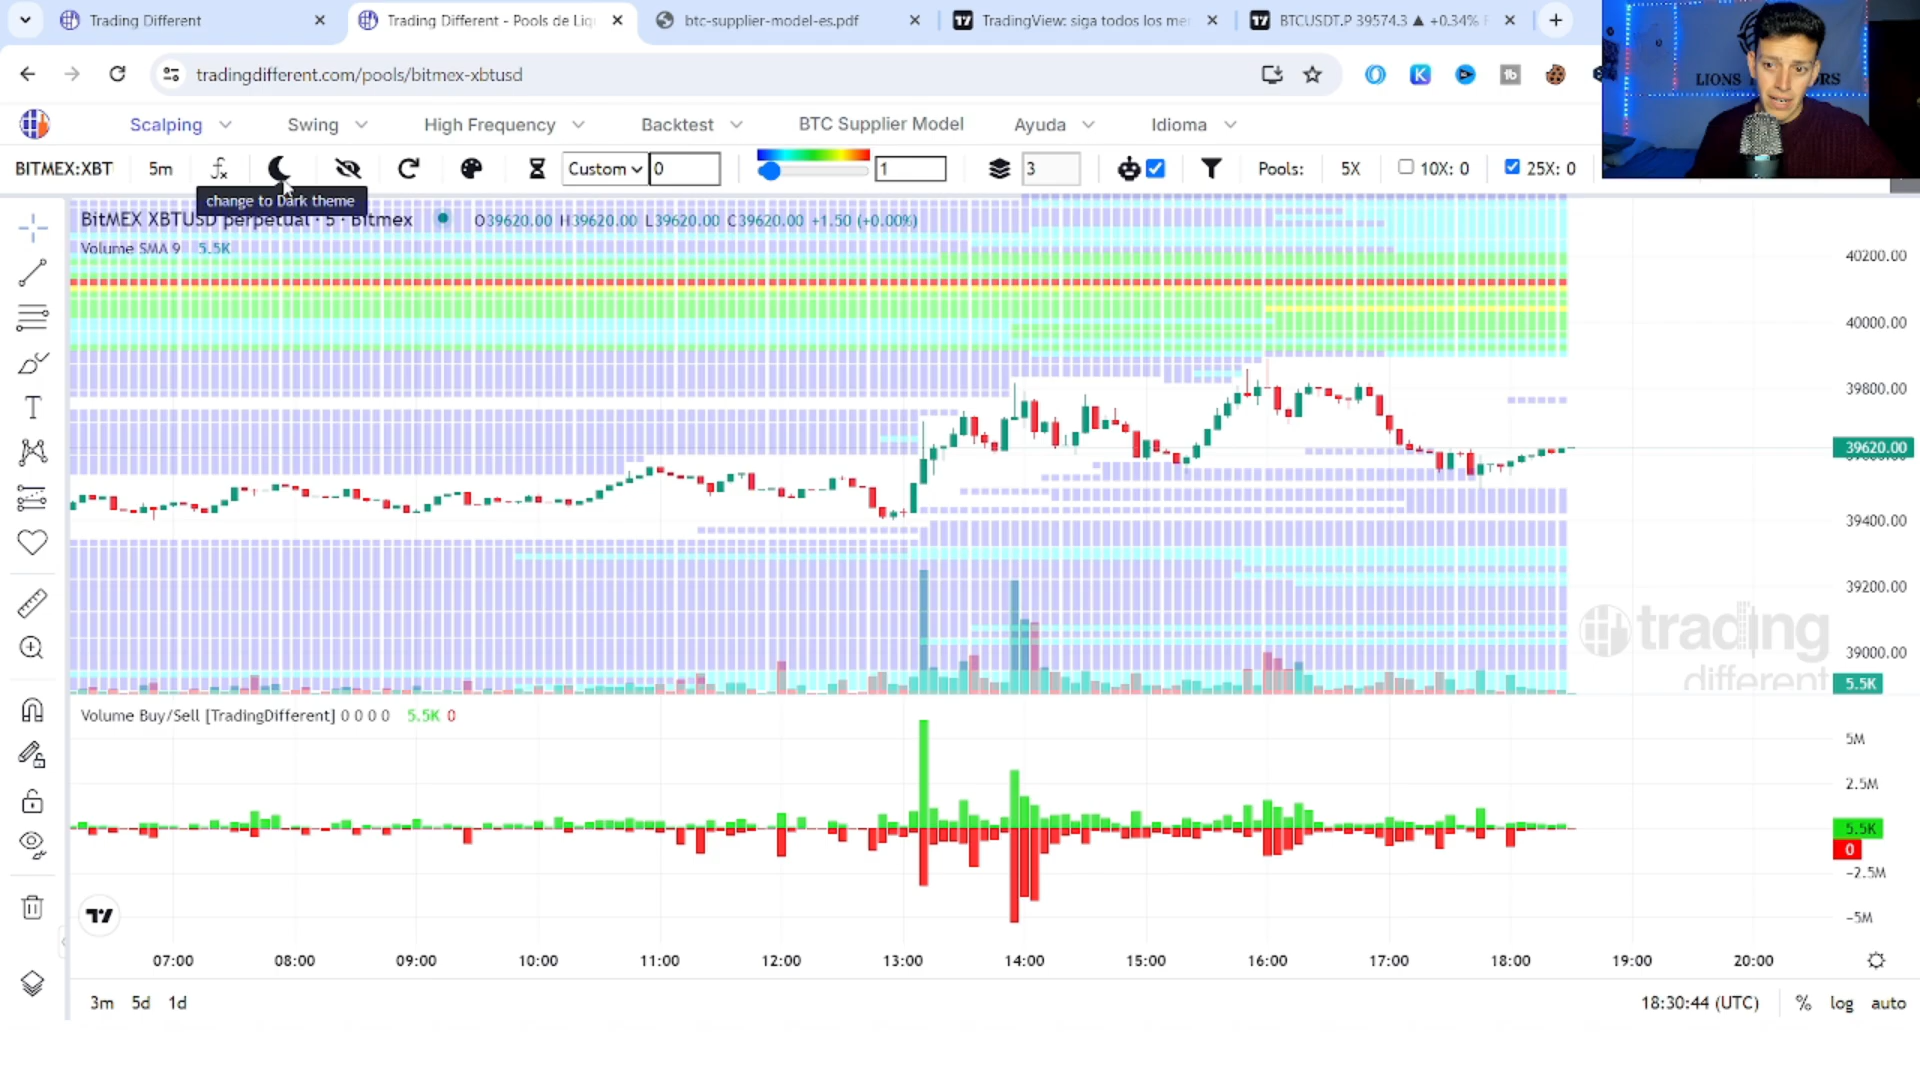 Trading Different
Trading Different - Pools de Liq
btc-supplier-model-es.pdf
TradingView: siga todos los me
BTCUSDT.P 39574.3 ▲ +0.34%
tradingdifferent.com/pools/bitmex-xbtusd
LIONS
Scalping
Swing
High Frequency
Backtest
BTC Supplier Model
Ayuda
Idioma
BITMEX:XBT
5m
Custom
0
1
3
Pools:
5X
10X: 0
25X: 0
change to Dark theme
BitMEX XBTUSD perpetual · 5 · Bitmex
O39620.00 H39620.00 L39620.00 C39620.00 +1.50 (+0.00%)
Volume SMA 9 5.5K
40200.00
40000.00
39800.00
39620.00
39400.00
39200.00
39000.00
5.5K
trading
different
Volume Buy/Sell [TradingDifferent] 0 0 0 0 5.5K 0
5M
2.5M
5.5K
0
-2.5M
-5M
07:00
08:00
09:00
10:00
11:00
12:00
13:00
14:00
15:00
16:00
17:00
18:00
19:00
20:00
3m 5d 1d
18:30:44 (UTC)
% log auto